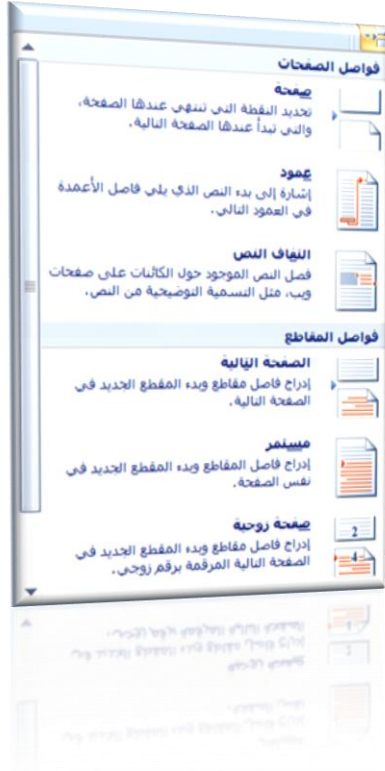 فواصل الصفحات
صفحة
تحديد النقطة التي تنتهي عندها الصفحة،
والتي تبدأ عندها الصفحة التالية.
عمود
إشارة إلى بدء النص الذي يلي فاصل الأعمدة
في العمود التالي.
التفاف النص
فصل النص الموجود حول الكائنات على صفحات
ويب، مثل التسمية التوضيحية من النص.
فواصل المقاطع
الصفحة التالية
إدراج فاصل مقاطع وبدء المقطع الجديد في
الصفحة التالية.
مستمر
إدراج فاصل المقاطع وبدء المقطع الجديد في
نفس الصفحة.
صفحة زوجية
2
إدراج فاصل مقاطع وبدء المقطع الجديد في
الصفحة التالية المرقمة برقم زوجي.
4